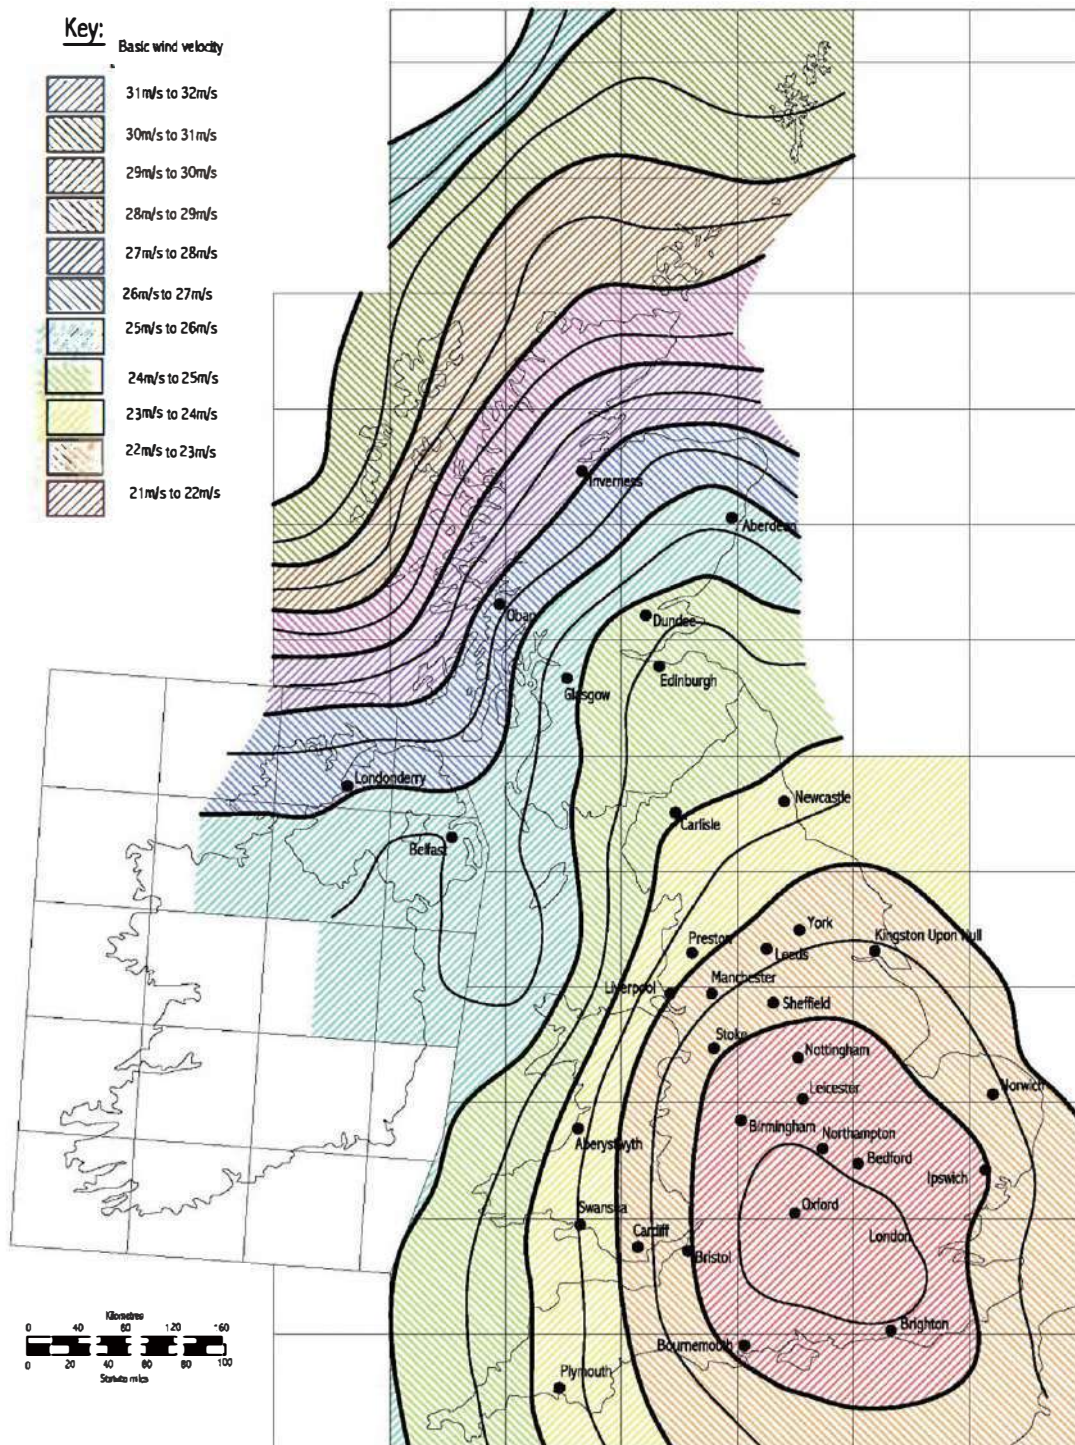 Key:
Basic wind velocity
31m/s to 32m/s
30m/s to 31m/s
29m/s to 30m/s
28m/s to 29m/s
27m/s to 28m/s
26m/s to 27m/s
25m/s to 26m/s
24m/s to 25m/s
23m/s to 24m/s
22m/s to 23m/s
21m/s to 22m/s
Inverness
Aberdean
Oban
Dundee
Glasgow
Edinburgh
Londonderry
Newcastle
Carlisle
Belfast
York
Kingston Upon Hull
Preston
Leeds
Manchester
Liverpool
Sheffield
Stoke
Nottingham
Leicester
Norwich
Birmingham
Aberystwyth
Northampton
Bedford
Ipswich
Swansea
Oxford
Cardiff
London
Bristol
Brighton
Bournemouth
Plymouth
Kilometres
0 40 80 120 160
0 20 40 60 80 100
Statute miles